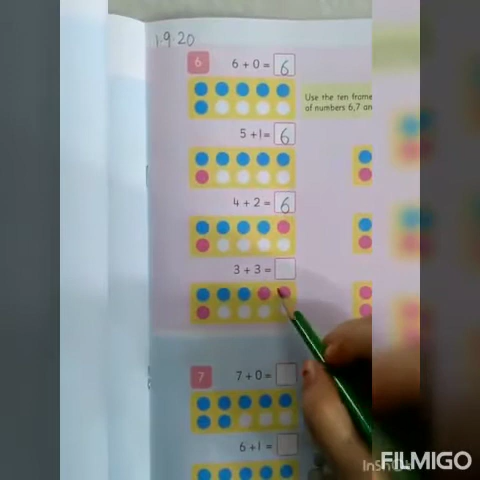 1.9.20
6 6+0= 6
Use the ten frame
of numbers 6,7 an
5+1= 6
4+2= 6
3+3=
7 7+0=
6+1=
FILMIGO